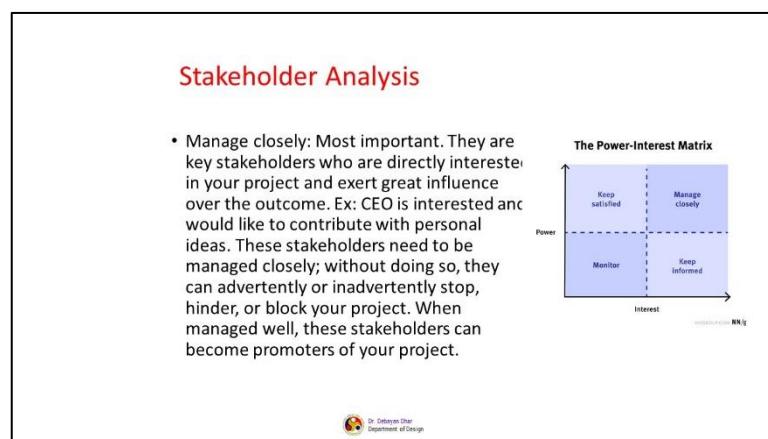 Stakeholder Analysis
• Manage closely: Most important. They are
key stakeholders who are directly intereste
in your project and exert great influence
over the outcome. Ex: CEO is interested and
would like to contribute with personal
ideas. These stakeholders need to be
managed closely; without doing so, they
can advertently or inadvertently stop,
hinder, or block your project. When
managed well, these stakeholders can
become promoters of your project.
The Power-Interest Matrix
Keep
satisfied
Manage
closely
Power
Monitor
Keep
informed
Interest
NN/g
Dr. Debayan Dhar
Department of Design